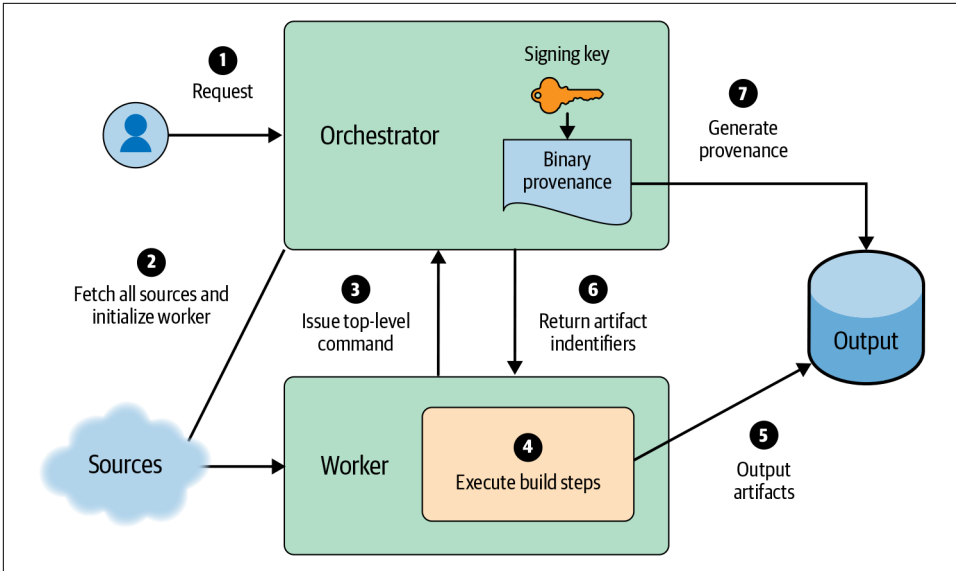 1
Request
Orchestrator
Signing key
Binary
provenance
7
Generate
provenance
2
Fetch all sources and
initialize worker
3
Issue top-level
command
6
Return artifact
indentifiers
Output
Sources
Worker
4
Execute build steps
5
Output
artifacts